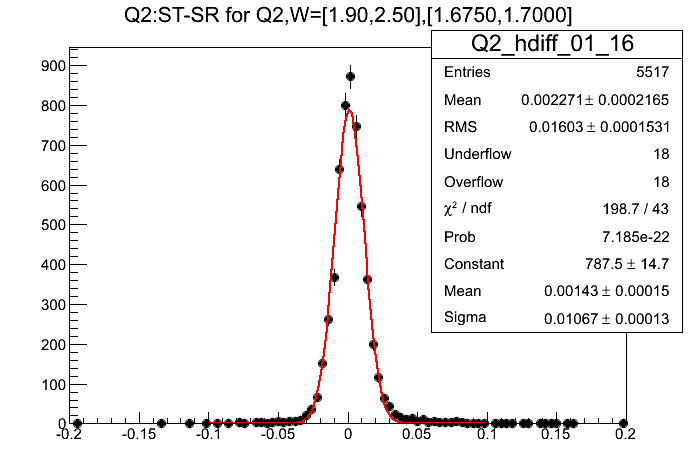 Q2:ST-SR for Q2,W=[1.90,2.50],[1.6750,1.7000]
Q2_hdiff_01_16
Entries 5517
Mean 0.002271± 0.0002165
RMS 0.01603 ± 0.0001531
Underflow 18
Overflow 18
χ² / ndf 198.7 / 43
Prob 7.185e-22
Constant 787.5 ± 14.7
Mean 0.00143 ± 0.00015
Sigma 0.01067 ± 0.00013
900
800
700
600
500
400
300
200
100
0
-0.2 -0.15 -0.1 -0.05 0 0.05 0.1 0.15 0.2